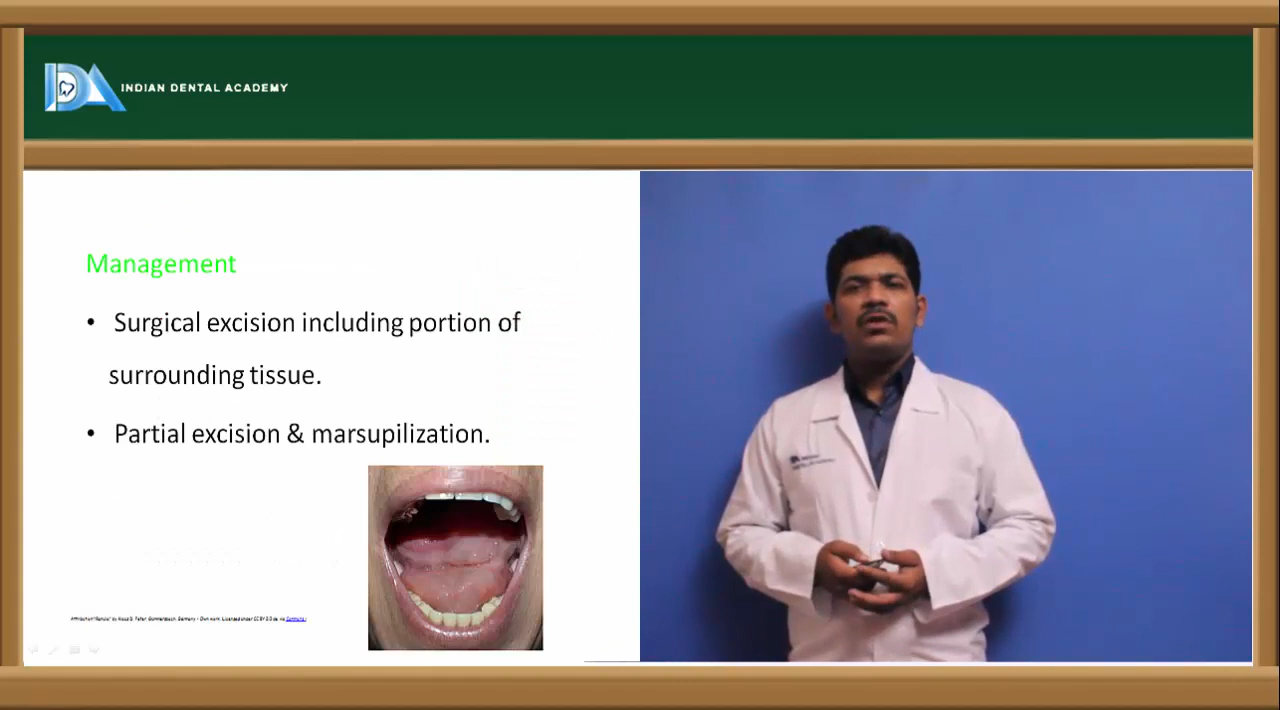 INDIAN DENTAL ACADEMY
Management
• Surgical excision including portion of
surrounding tissue.
• Partial excision & marsupilization.